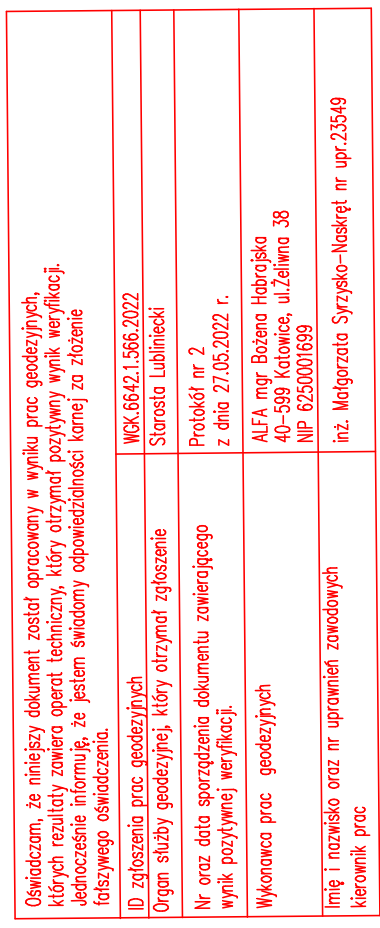 Oświadczam, że niniejszy dokument został opracowany w wyniku prac geodezyjnych,
których rezultaty zawiera operat techniczny, który otrzymał pozytywny wynik weryfikacji.
Jednocześnie informuję, że jestem świadomy odpowiedzialności karnej za złożenie
fałszywego oświadczenia.
ID zgłoszenia prac geodezyjnych
WGK.6642.1.566.2022
Organ służby geodezyjnej, który otrzymał zgłoszenie
Starosta Lubliniecki
Nr oraz data sporządzenia dokumentu zawierającego
wynik pozytywnej weryfikacji.
Protokół nr 2
z dnia 27.05.2022 r.
Wykonawca prac geodezyjnych
ALFA mgr Bożena Habrajska
40-599 Katowice, ul.Żeliwna 38
NIP 6250001699
Imię i nazwisko oraz nr uprawnień zawodowych
kierownik prac
inż. Małgorzata Syrzysko-Naskręt nr upr.23549